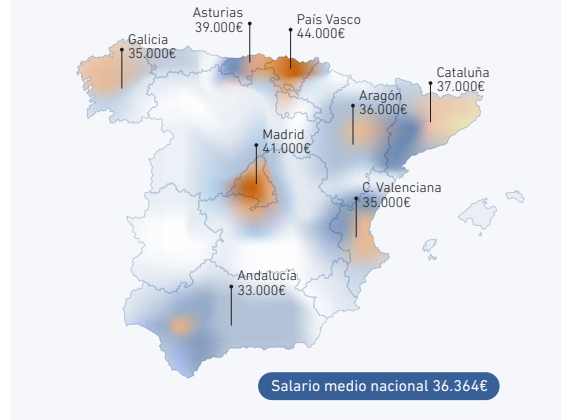 Asturias
39.000€
País Vasco
44.000€
Galicia
35.000€
Cataluña
37.000€
Aragón
36.000€
Madrid
41.000€
C. Valenciana
35.000€
Andalucía
33.000€
Salario medio nacional 36.364€